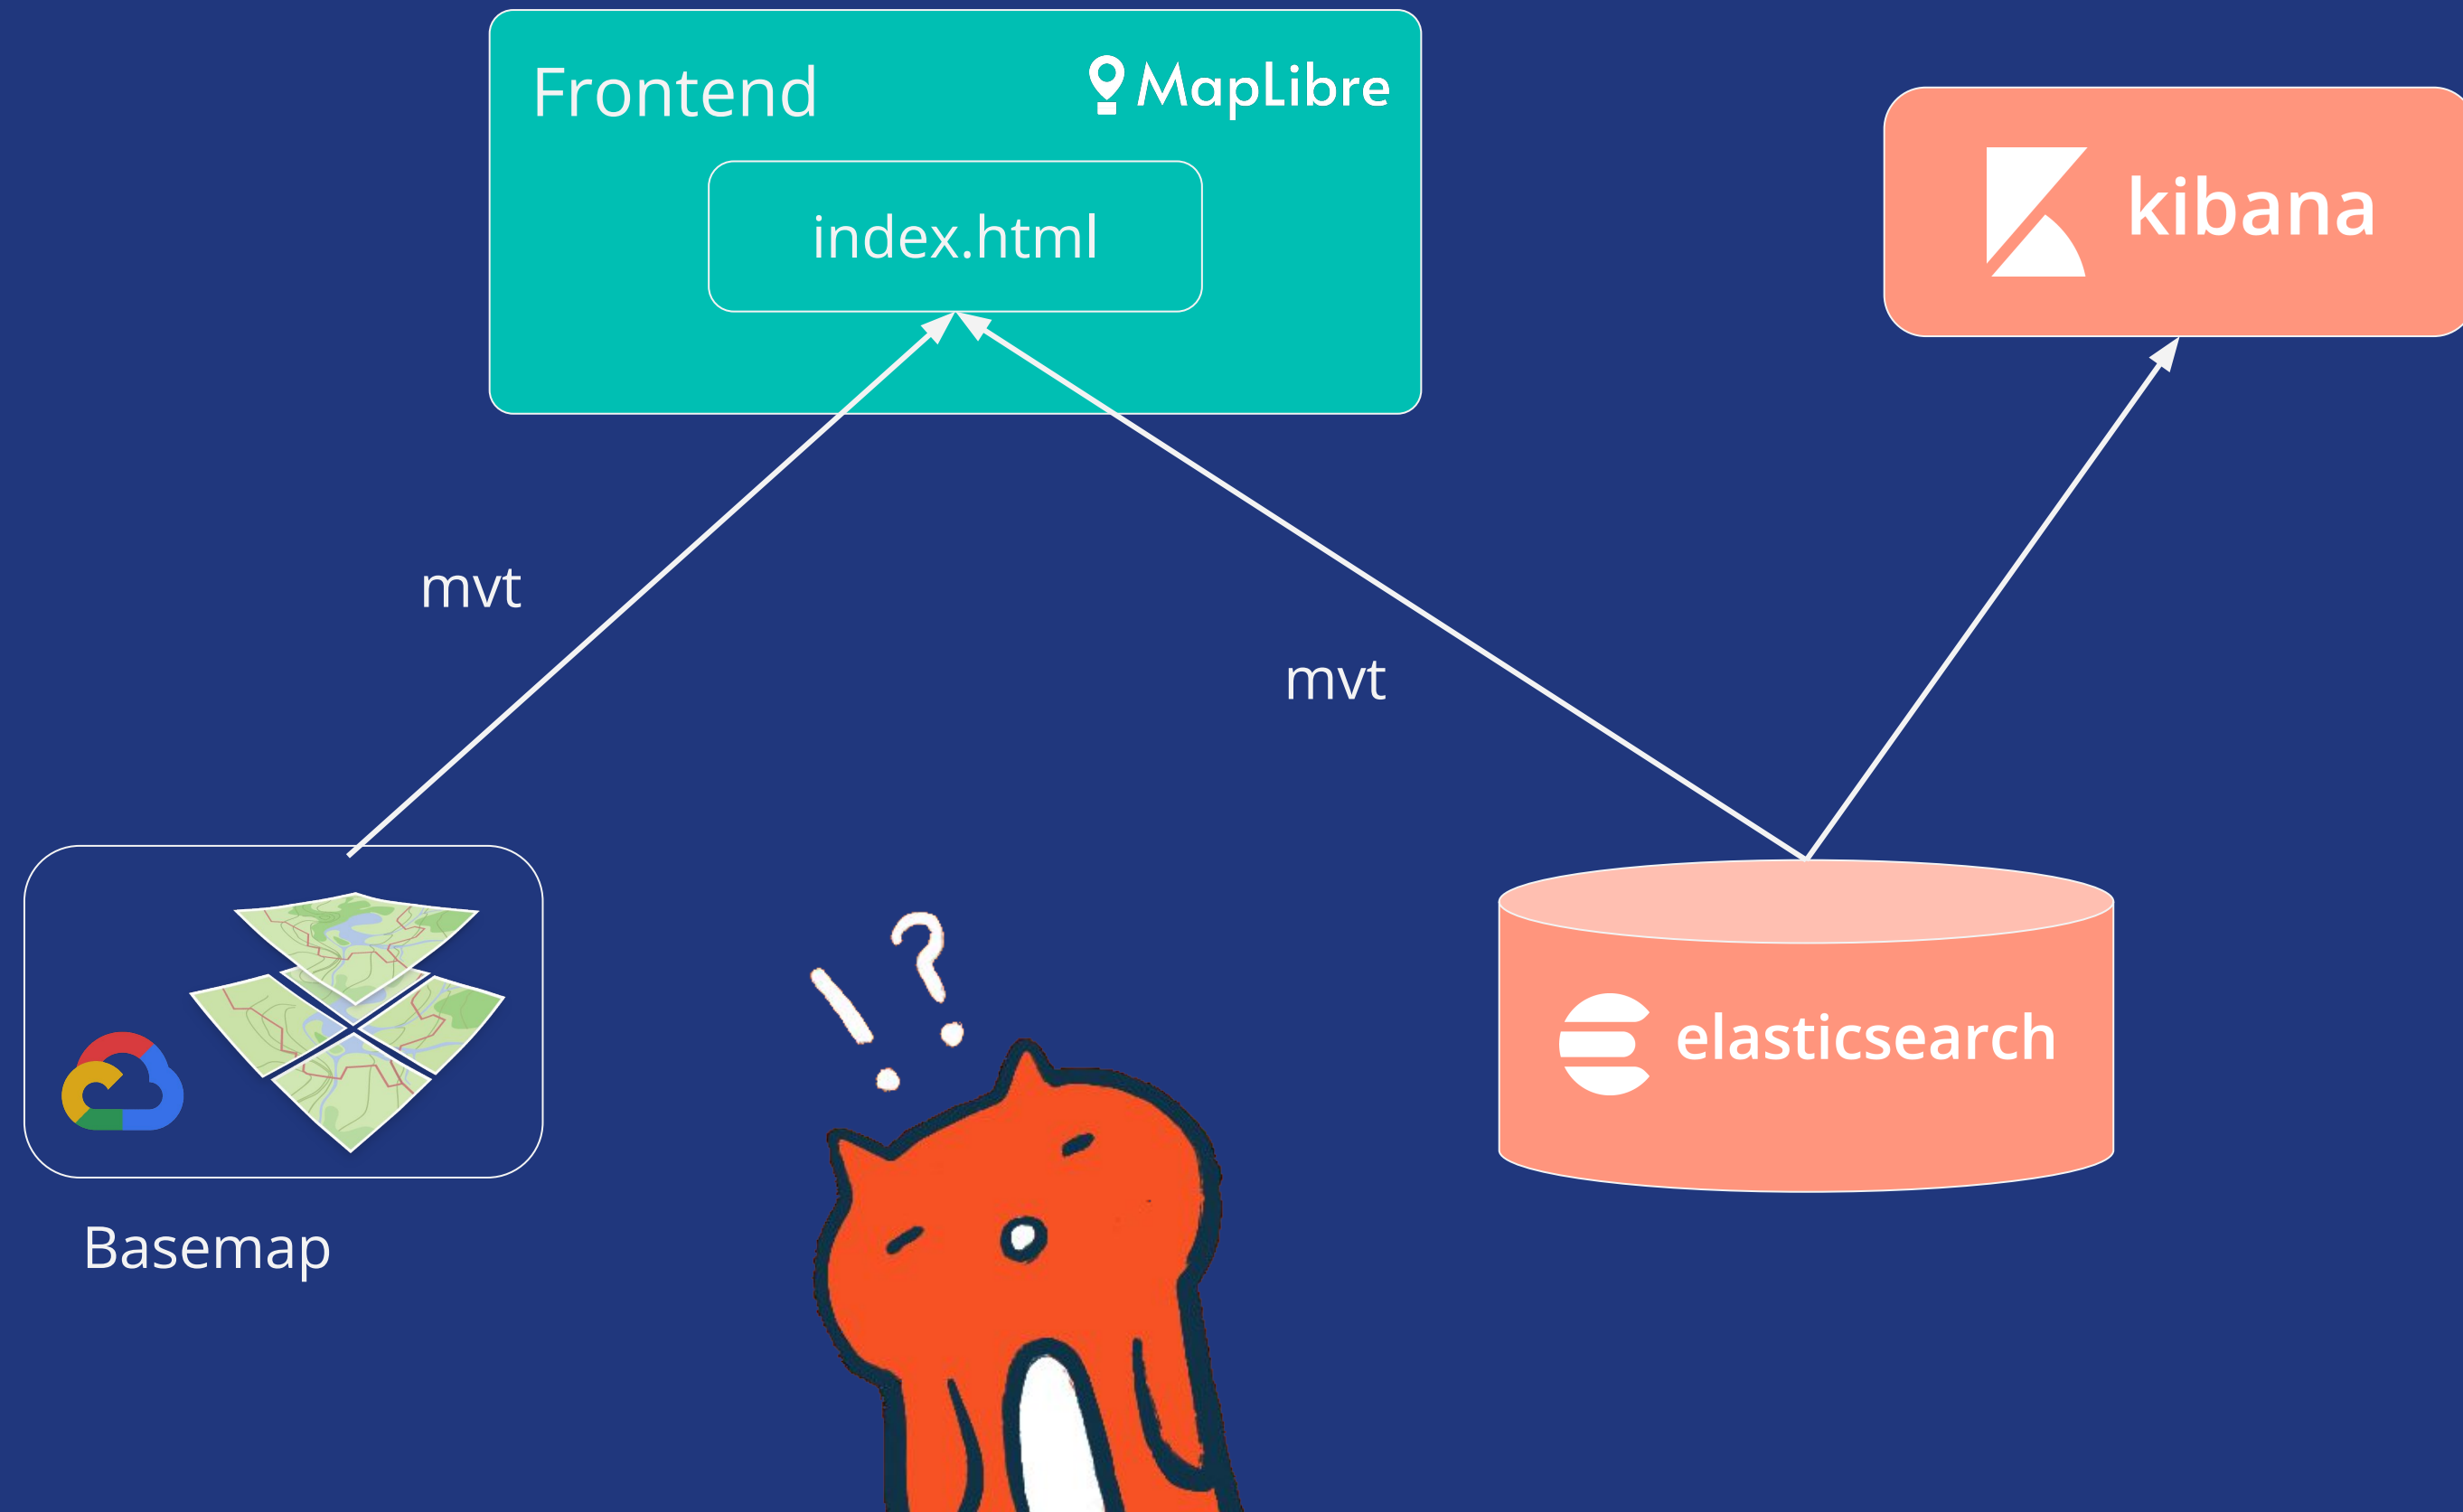 Frontend
MapLibre
index.html
kibana
mvt
mvt
!?
elasticsearch
Basemap